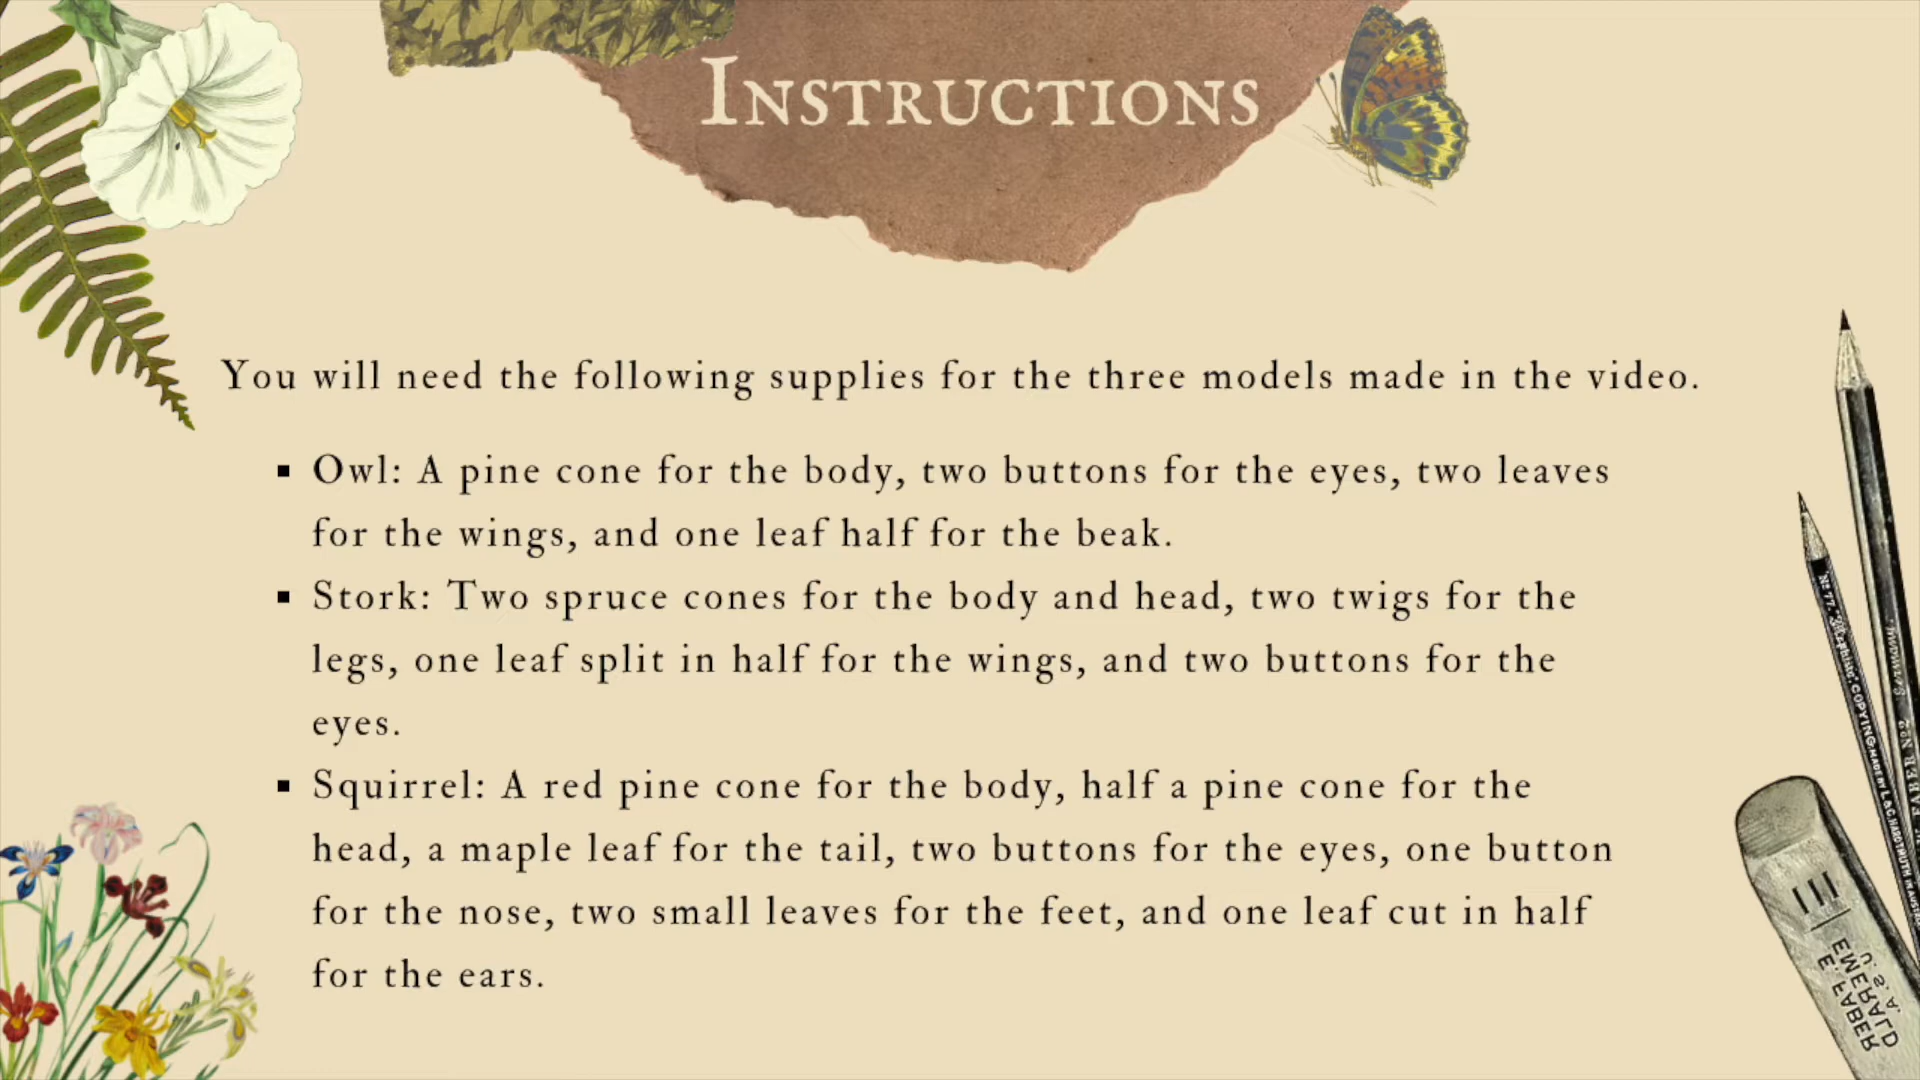 Instructions
You will need the following supplies for the three models made in the video.
▪ Owl: A pine cone for the body, two buttons for the eyes, two leaves
for the wings, and one leaf half for the beak.
▪ Stork: Two spruce cones for the body and head, two twigs for the
legs, one leaf split in half for the wings, and two buttons for the
eyes.
▪ Squirrel: A red pine cone for the body, half a pine cone for the
head, a maple leaf for the tail, two buttons for the eyes, one button
for the nose, two small leaves for the feet, and one leaf cut in half
for the ears.
E. FABER
EMERALD
U.S.A.